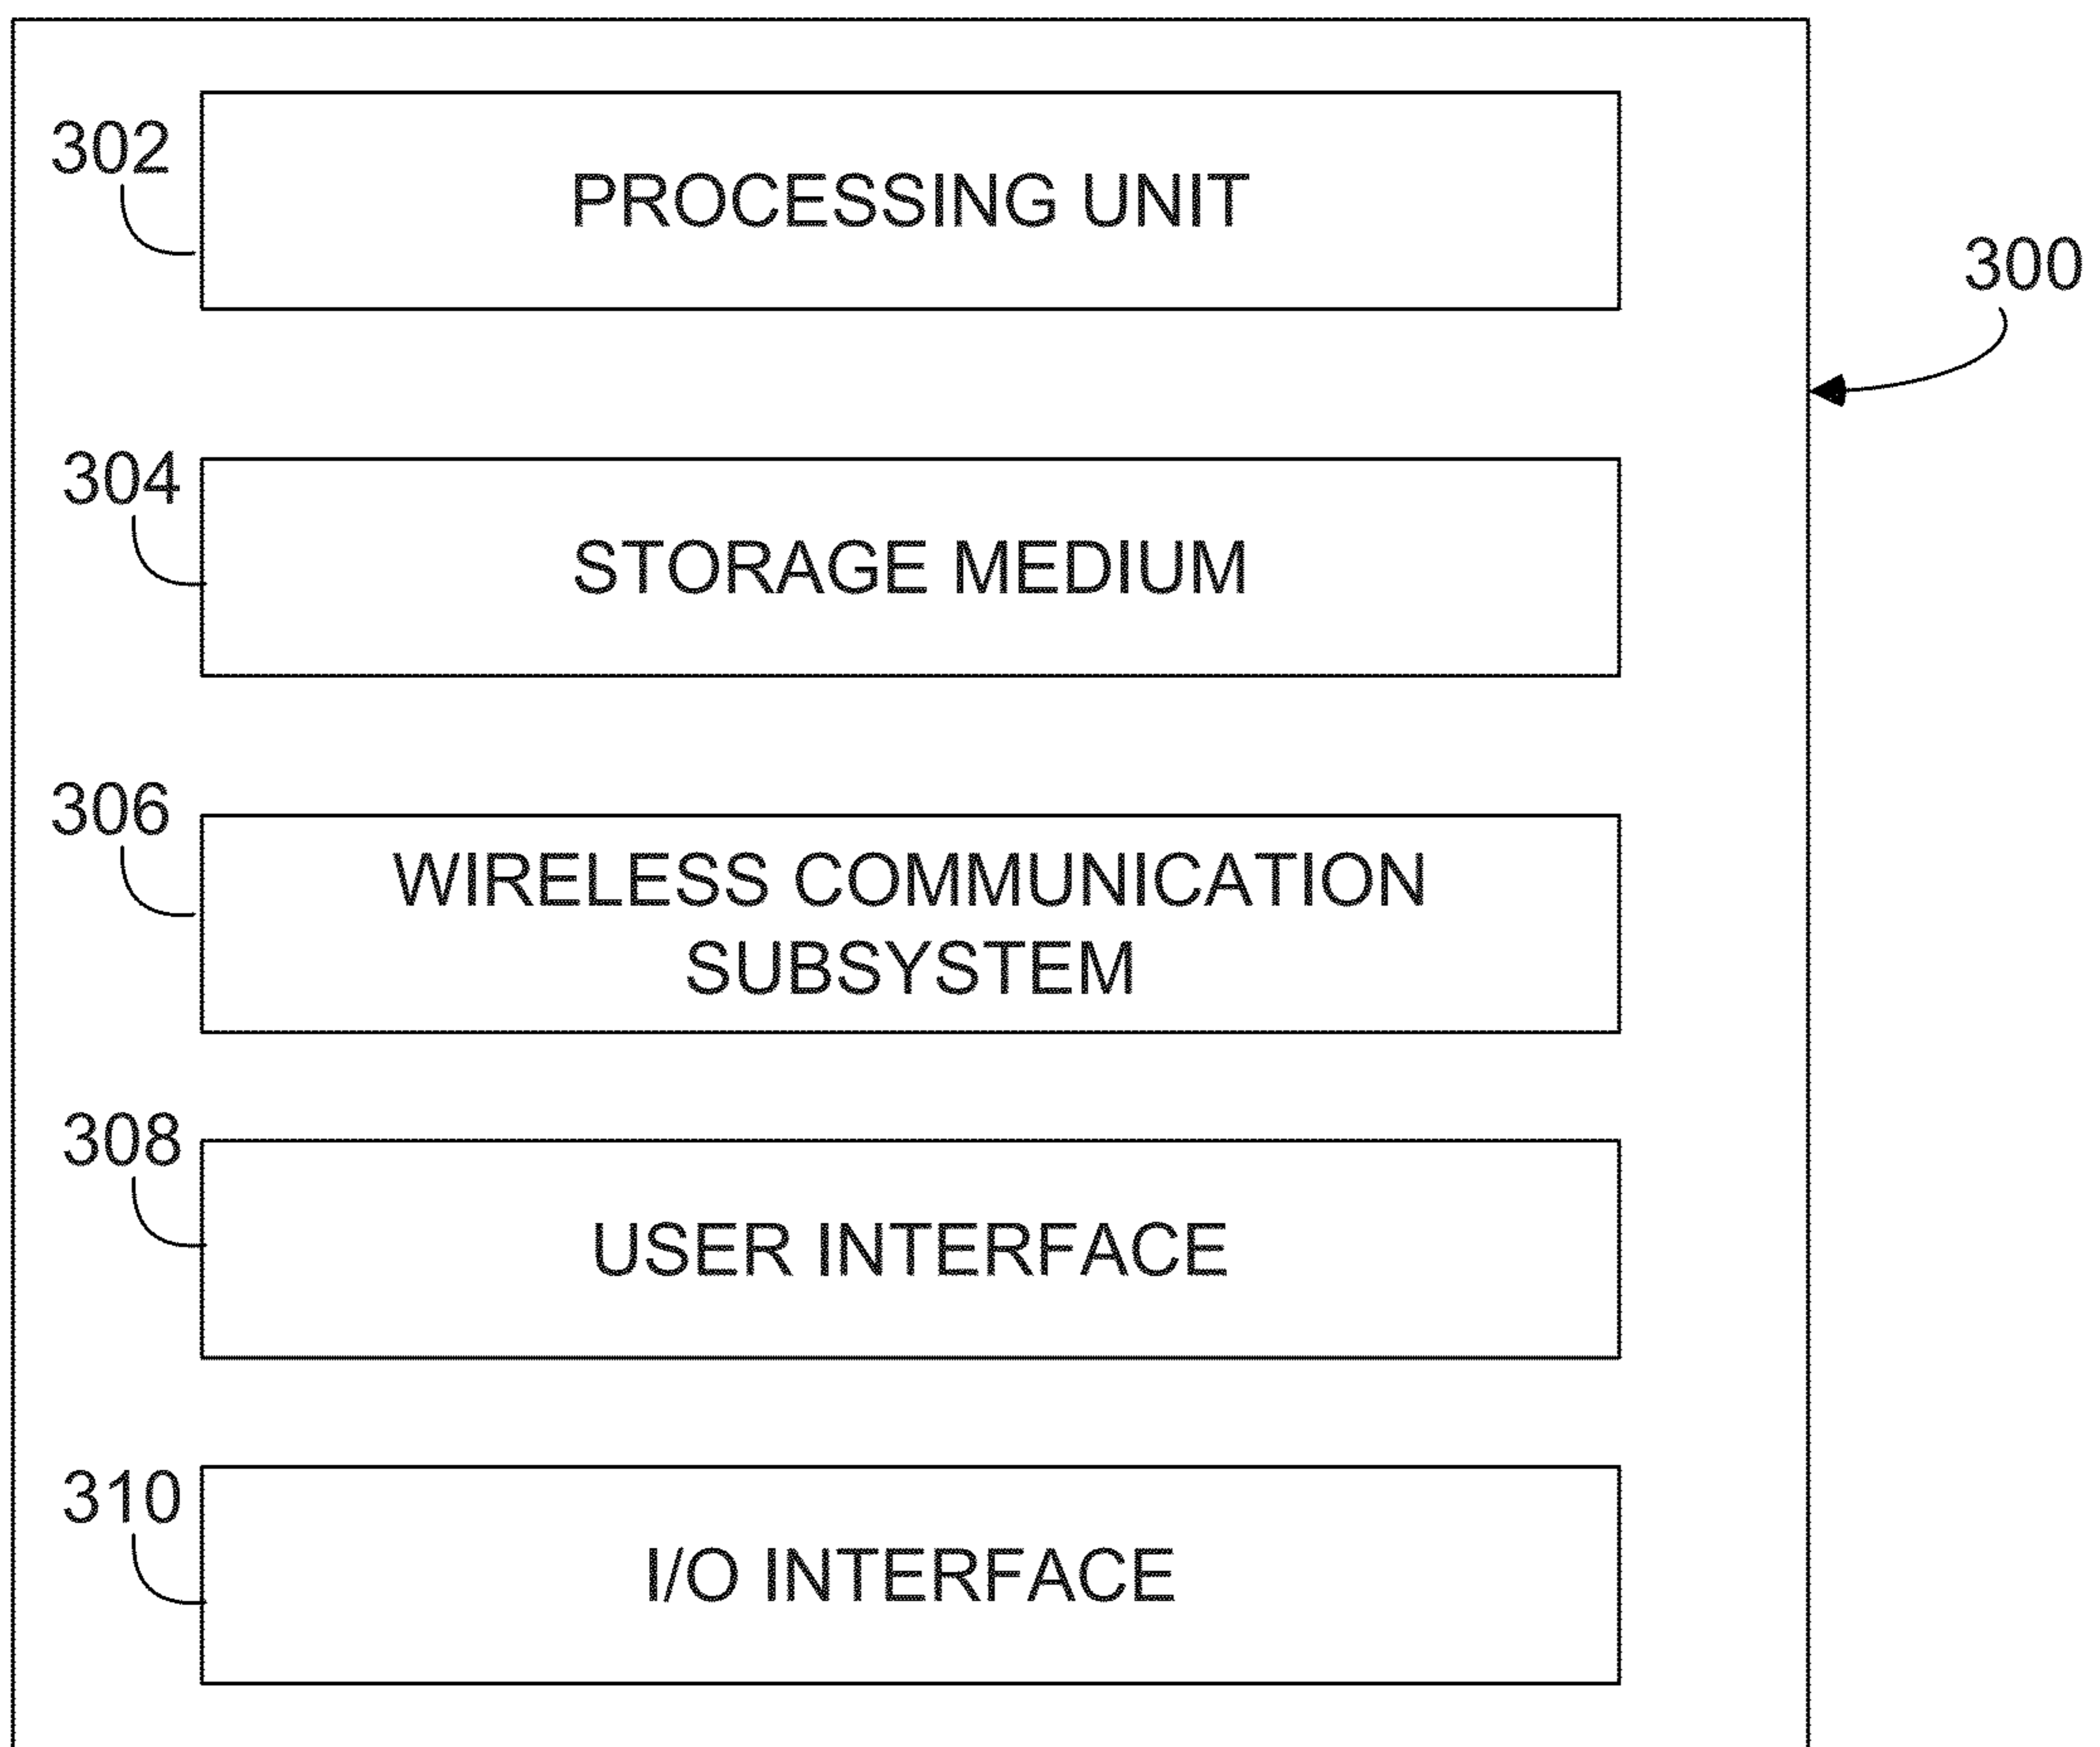 302
PROCESSING UNIT
300
304
STORAGE MEDIUM
306
WIRELESS COMMUNICATION
SUBSYSTEM
308
USER INTERFACE
310
I/O INTERFACE